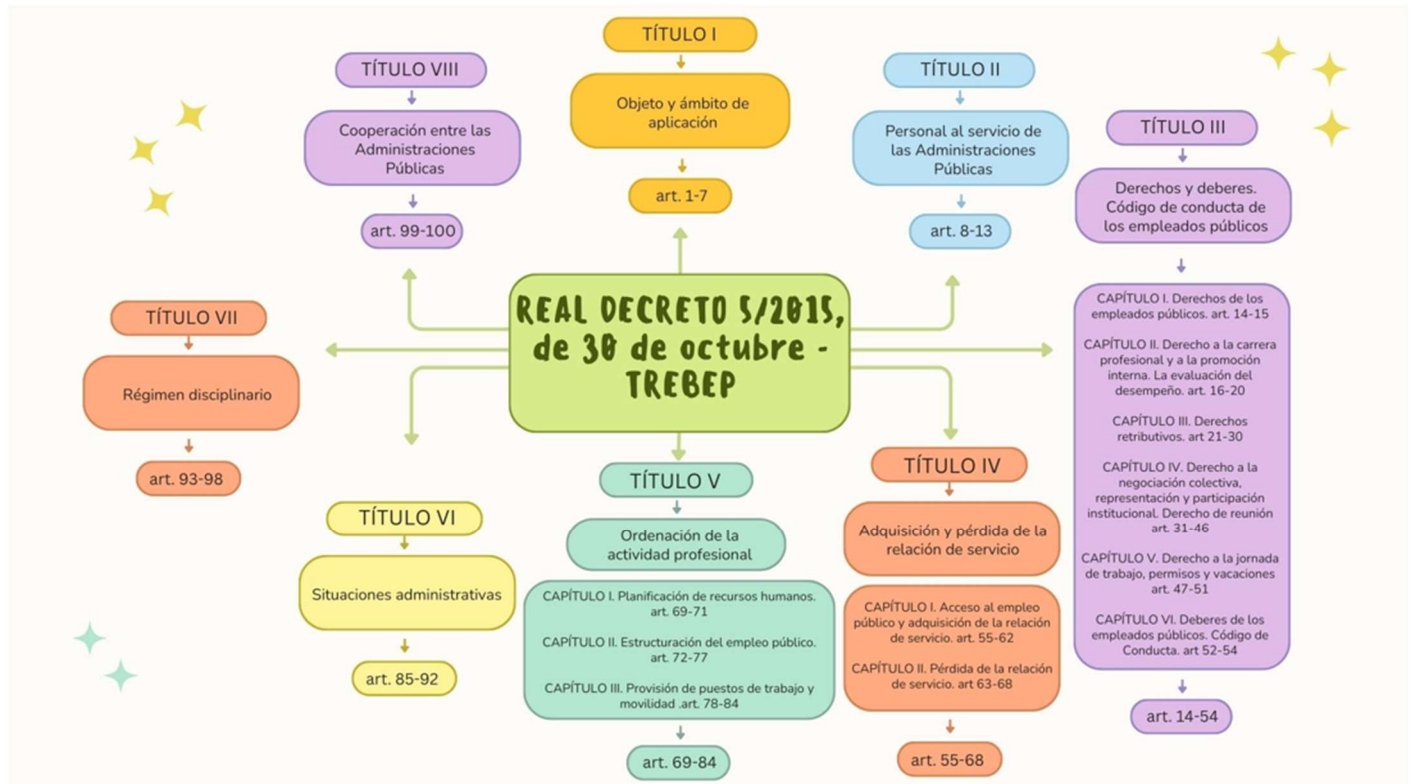 REAL DECRETO 5/2015,
de 30 de octubre -
TREBEP
TÍTULO I
Objeto y ámbito de
aplicación
art. 1-7
TÍTULO II
Personal al servicio de
las Administraciones
Públicas
art. 8-13
TÍTULO III
Derechos y deberes.
Código de conducta de
los empleados públicos
CAPÍTULO I. Derechos de los
empleados públicos. art. 14-15
CAPÍTULO II. Derecho a la carrera
profesional y a la promoción
interna. La evaluación del
desempeño. art. 16-20
CAPÍTULO III. Derechos
retributivos. art 21-30
CAPÍTULO IV. Derecho a la
negociación colectiva,
representación y participación
institucional. Derecho de reunión
art. 31-46
CAPÍTULO V. Derecho a la jornada
de trabajo, permisos y vacaciones
art. 47-51
CAPÍTULO VI. Deberes de los
empleados públicos. Código de
Conducta. art 52-54
art. 14-54
TÍTULO IV
Adquisición y pérdida de la
relación de servicio
CAPÍTULO I. Acceso al empleo
público y adquisición de la relación
de servicio. art. 55-62
CAPÍTULO II. Pérdida de la relación
de servicio. art 63-68
art. 55-68
TÍTULO V
Ordenación de la
actividad profesional
CAPÍTULO I. Planificación de recursos humanos.
art. 69-71
CAPÍTULO II. Estructuración del empleo público.
art. 72-77
CAPÍTULO III. Provisión de puestos de trabajo y
movilidad .art. 78-84
art. 69-84
TÍTULO VI
Situaciones administrativas
art. 85-92
TÍTULO VII
Régimen disciplinario
art. 93-98
TÍTULO VIII
Cooperación entre las
Administraciones
Públicas
art. 99-100